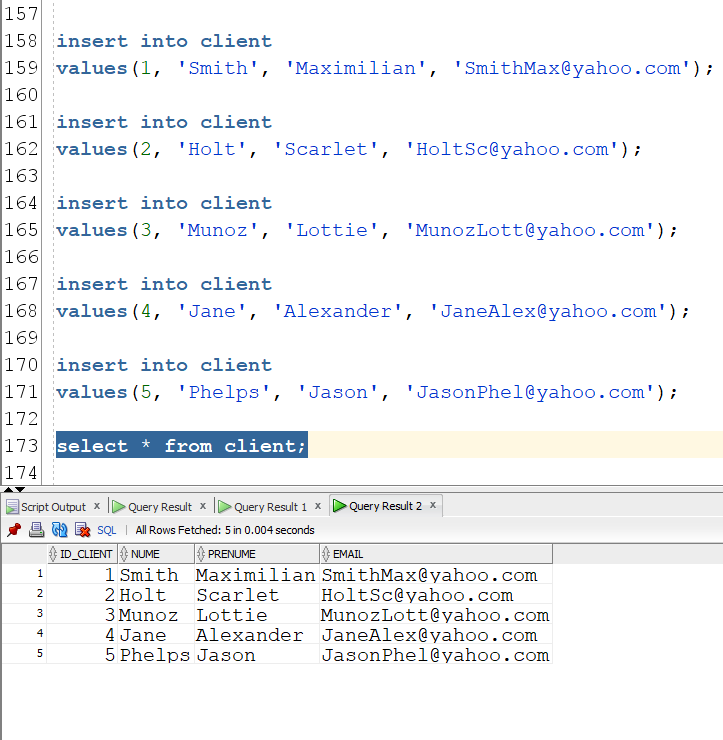 157
158 insert into client
159 values(1, 'Smith', 'Maximilian', 'SmithMax@yahoo.com');
160
161 insert into client
162 values(2, 'Holt', 'Scarlet', 'HoltSc@yahoo.com');
163
164 insert into client
165 values(3, 'Munoz', 'Lottie', 'MunozLott@yahoo.com');
166
167 insert into client
168 values(4, 'Jane', 'Alexander', 'JaneAlex@yahoo.com');
169
170 insert into client
171 values(5, 'Phelps', 'Jason', 'JasonPhel@yahoo.com');
172
173 select * from client;
174
Script Output x Query Result x Query Result 1 x Query Result 2 x
SQL | All Rows Fetched: 5 in 0.004 seconds
ID_CLIENT NUME PRENUME EMAIL
1 1 Smith Maximilian SmithMax@yahoo.com
2 2 Holt Scarlet HoltSc@yahoo.com
3 3 Munoz Lottie MunozLott@yahoo.com
4 4 Jane Alexander JaneAlex@yahoo.com
5 5 Phelps Jason JasonPhel@yahoo.com